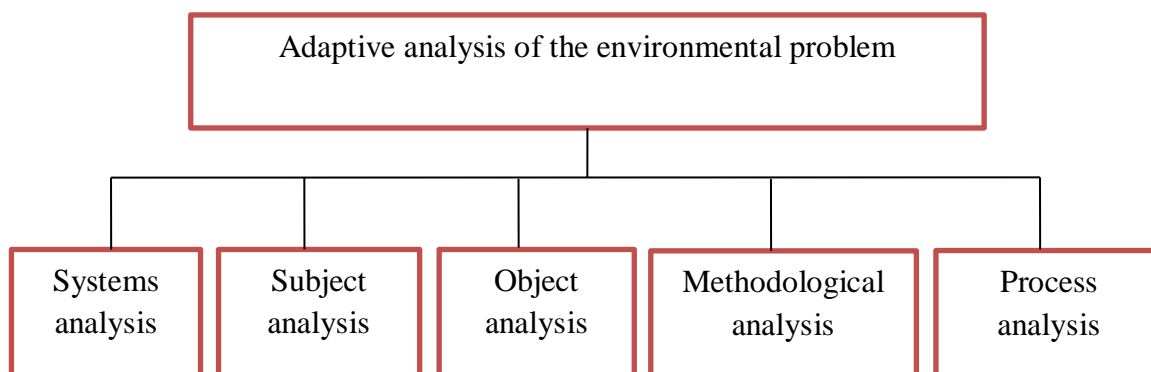 Adaptive analysis of the environmental problem
Systems
analysis
Subject
analysis
Object
analysis
Methodological
analysis
Process
analysis